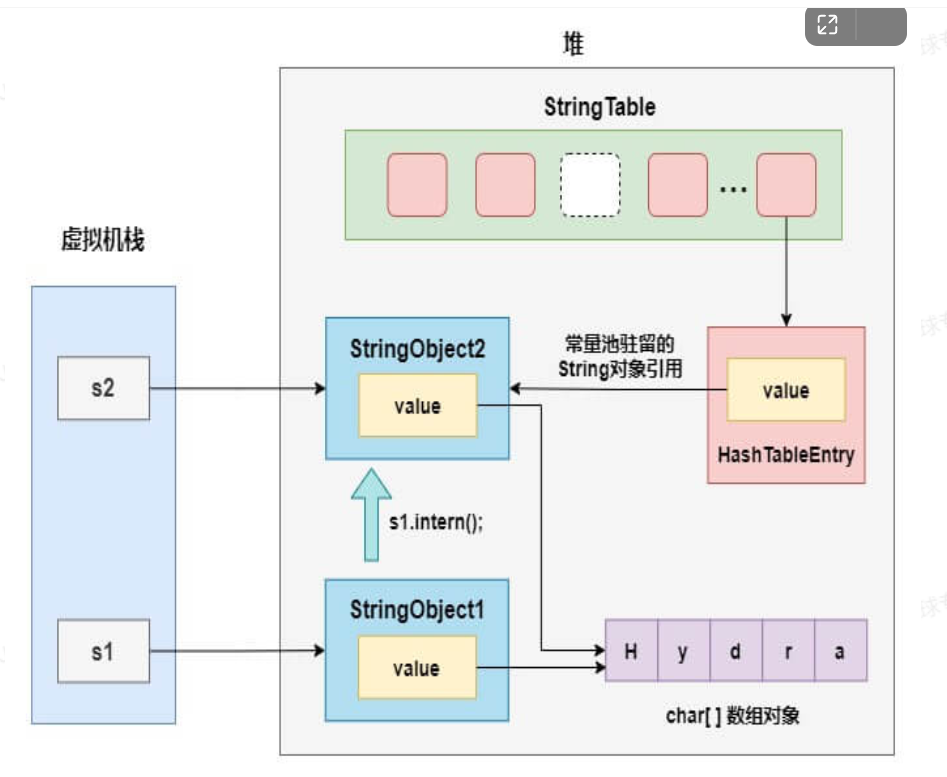 堆
StringTable
...
虚拟机栈
StringObject2
value
s2
常量池驻留的
String对象引用
value
HashTableEntry
s1.intern();
StringObject1
value
s1
H y d r a
char[ ] 数组对象